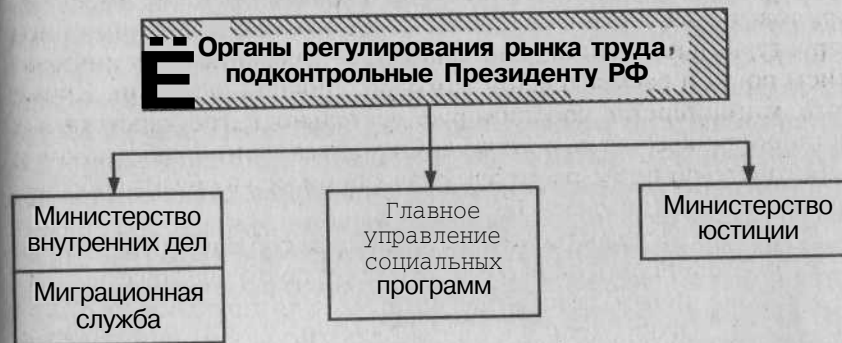 Ё
Органы регулирования рынка труда,
подконтрольные Президенту РФ
Министерство
внутренних дел
Миграционная
служба
Главное
управление
социальных
программ
Министерство
юстиции